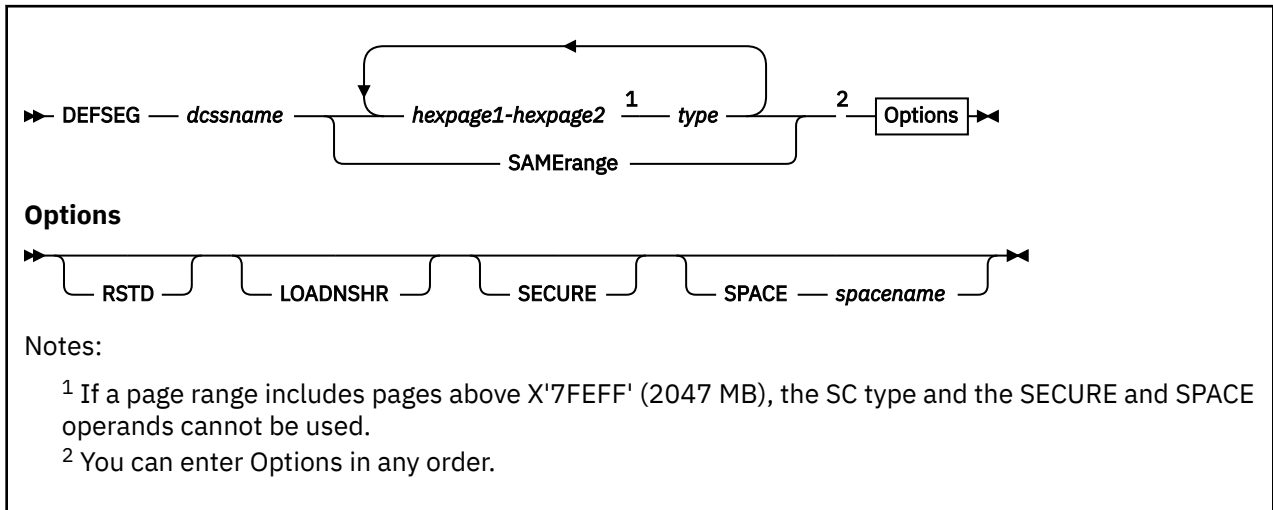 DEFSEG dcssname hexpage1-hexpage2 1 type 2 Options
SAMErange
Options
RSTD LOADNSHR SECURE SPACE spacename
Notes:
1 If a page range includes pages above X'7FEFF' (2047 MB), the SC type and the SECURE and SPACE
operands cannot be used.
2 You can enter Options in any order.